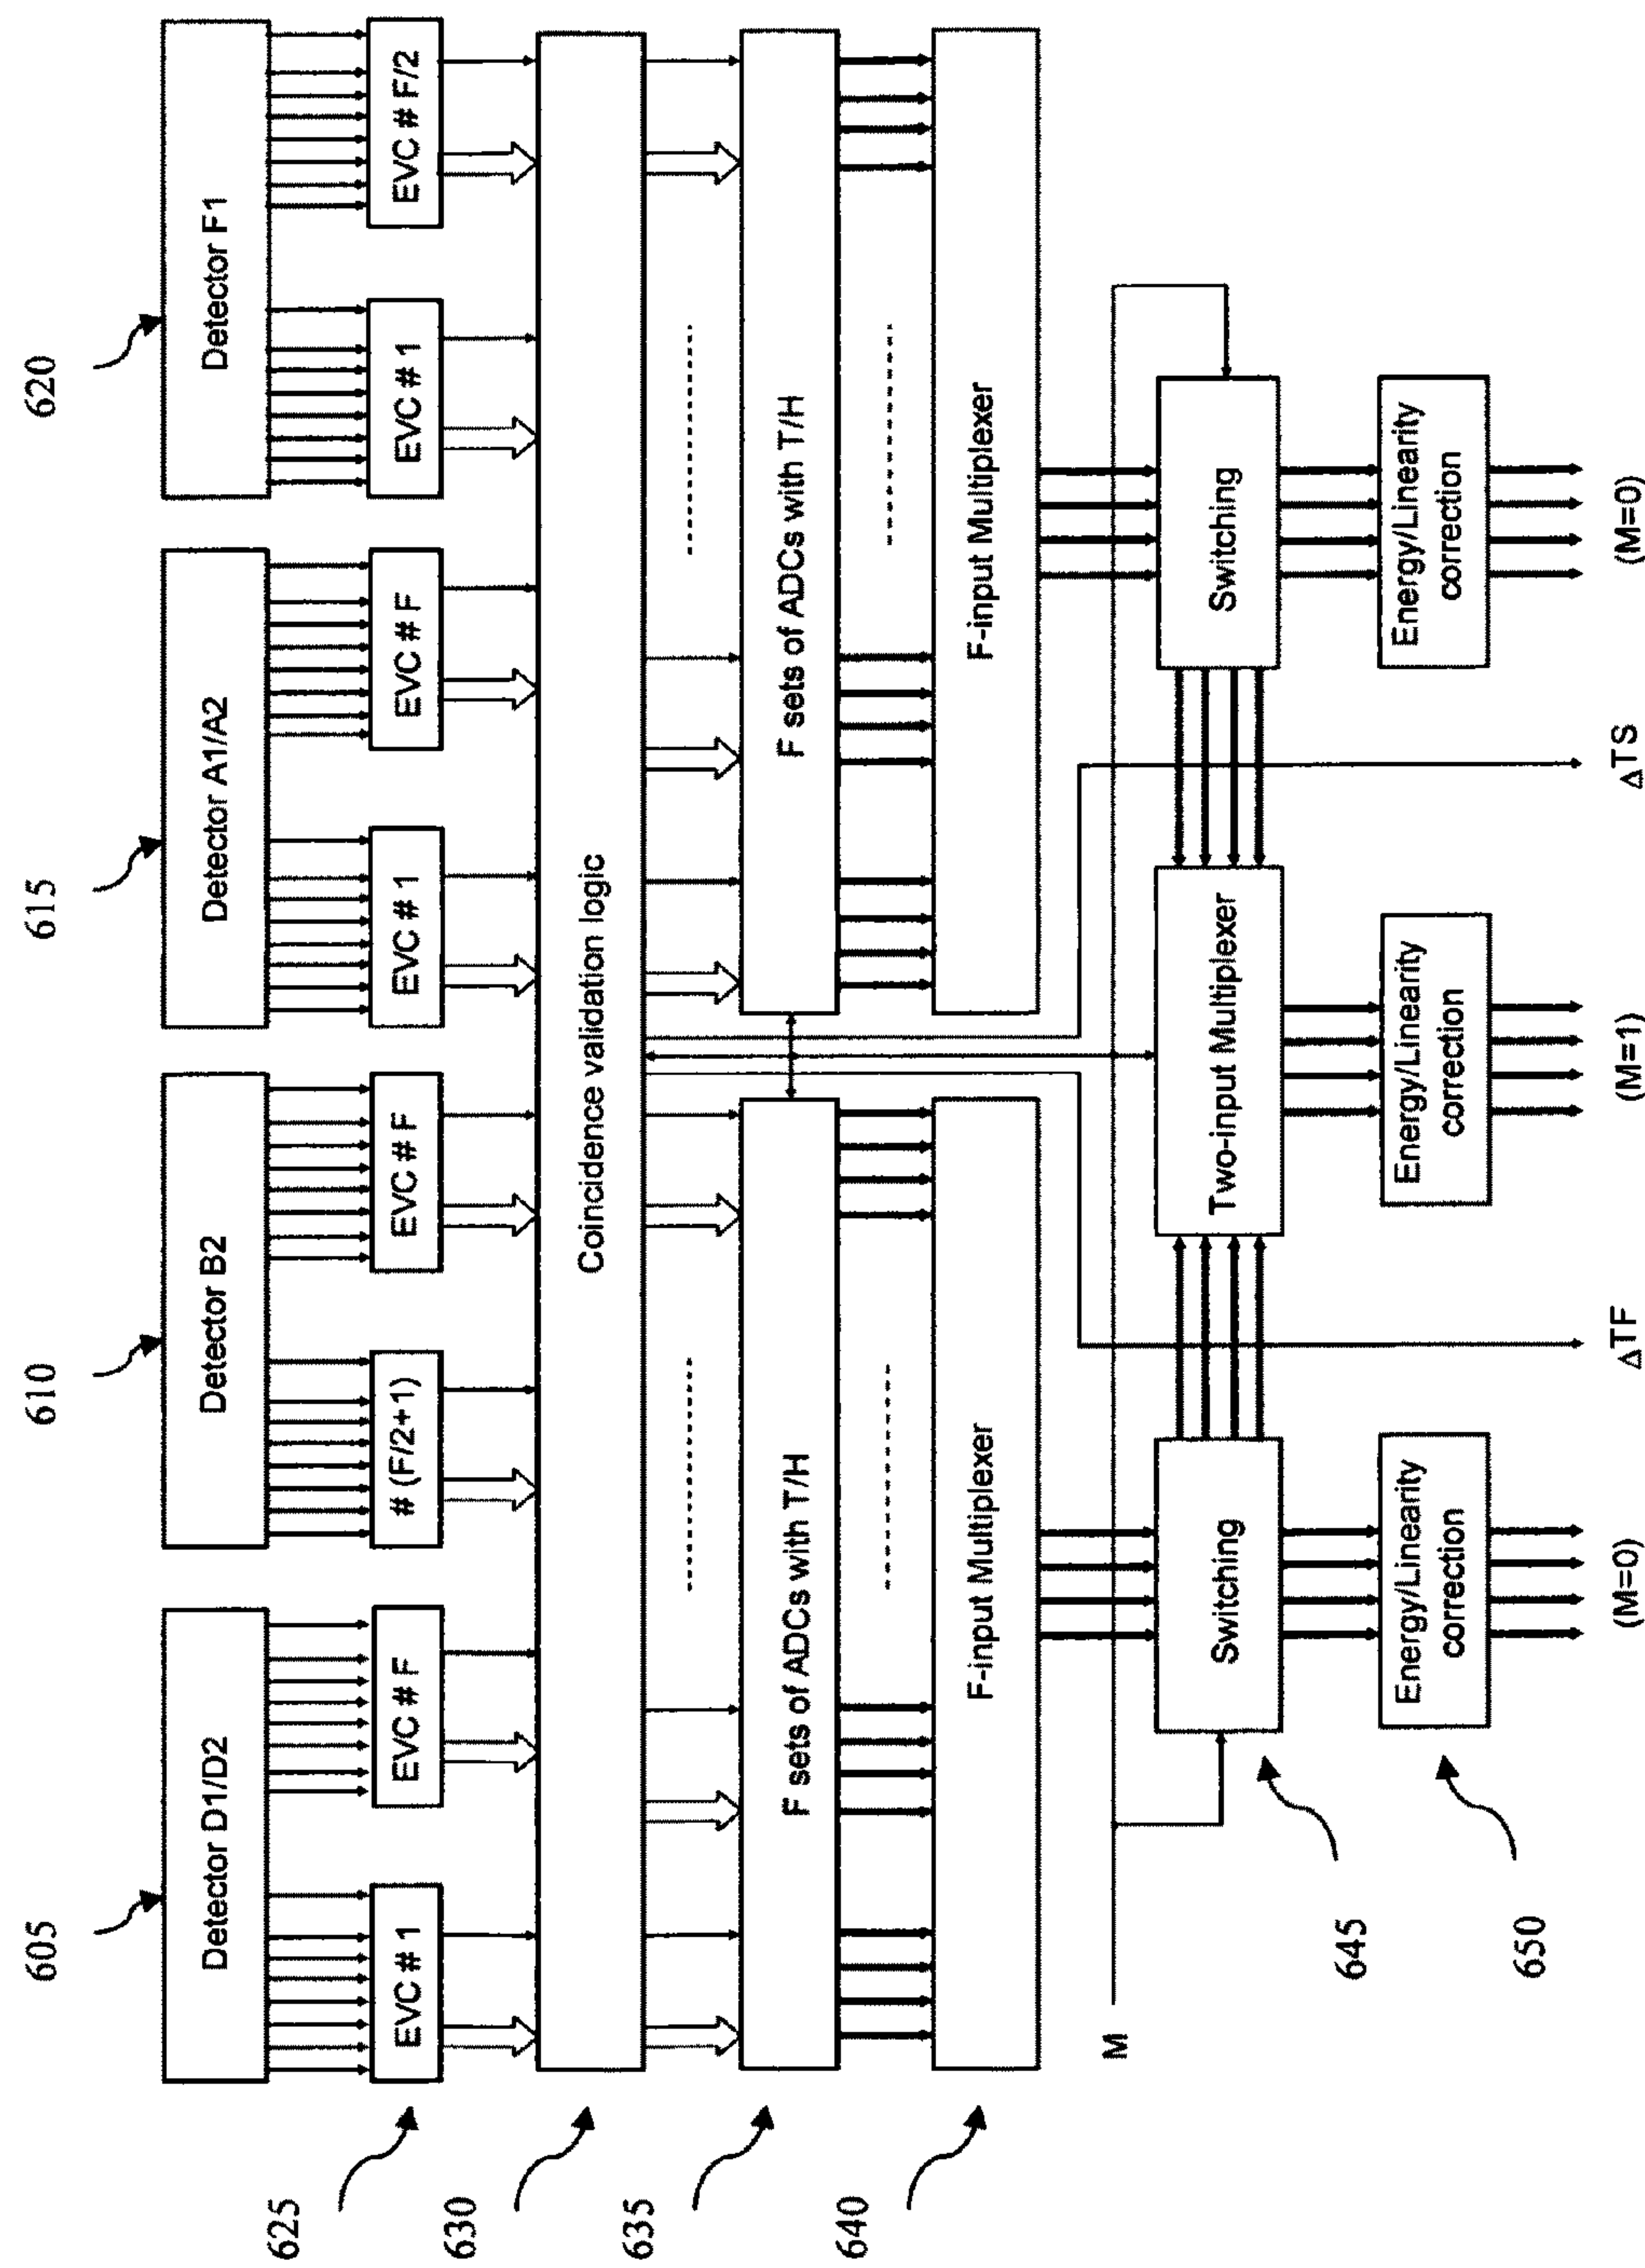 605
610
615
620
Detector D1/D2
Detector B2
Detector A1/A2
Detector F1
625
EVC # 1
EVC # F
# (F/2+1)
EVC # F
EVC # 1
EVC # F
EVC # 1
EVC # F/2
630
Coincidence validation logic
635
F sets of ADCs with T/H
F sets of ADCs with T/H
640
F-input Multiplexer
F-input Multiplexer
M
Switching
Two-input Multiplexer
Switching
645
Energy/Linearity
correction
Energy/Linearity
correction
Energy/Linearity
correction
650
(M=0)
ΔTF
(M=1)
ΔTS
(M=0)